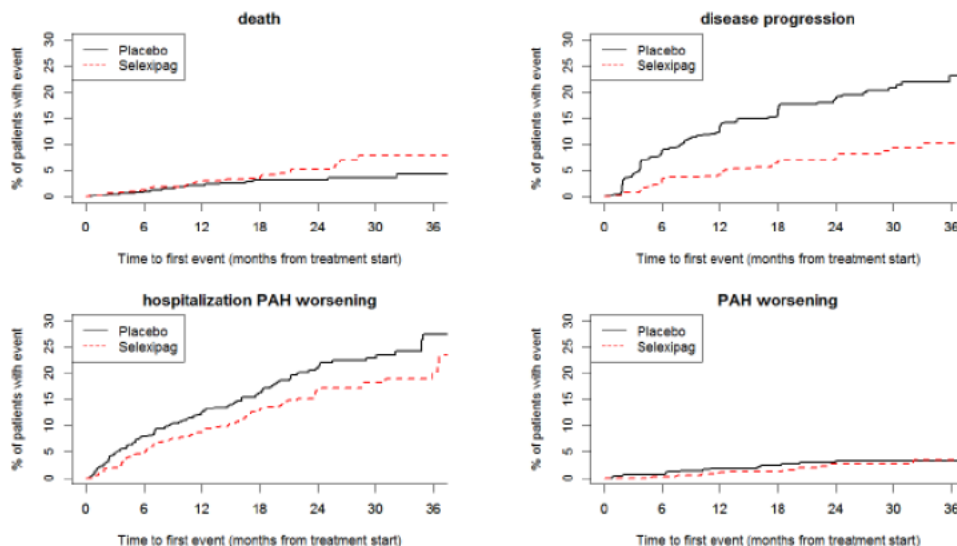 death
% of patients with event
30
25
20
15
10
5
0
Placebo
Selexipag
0 6 12 18 24 30 36
Time to first event (months from treatment start)
disease progression
% of patients with event
30
25
20
15
10
5
0
Placebo
Selexipag
0 6 12 18 24 30 36
Time to first event (months from treatment start)
hospitalization PAH worsening
% of patients with event
30
25
20
15
10
5
0
Placebo
Selexipag
0 6 12 18 24 30 36
Time to first event (months from treatment start)
PAH worsening
% of patients with event
30
25
20
15
10
5
0
Placebo
Selexipag
0 6 12 18 24 30 36
Time to first event (months from treatment start)